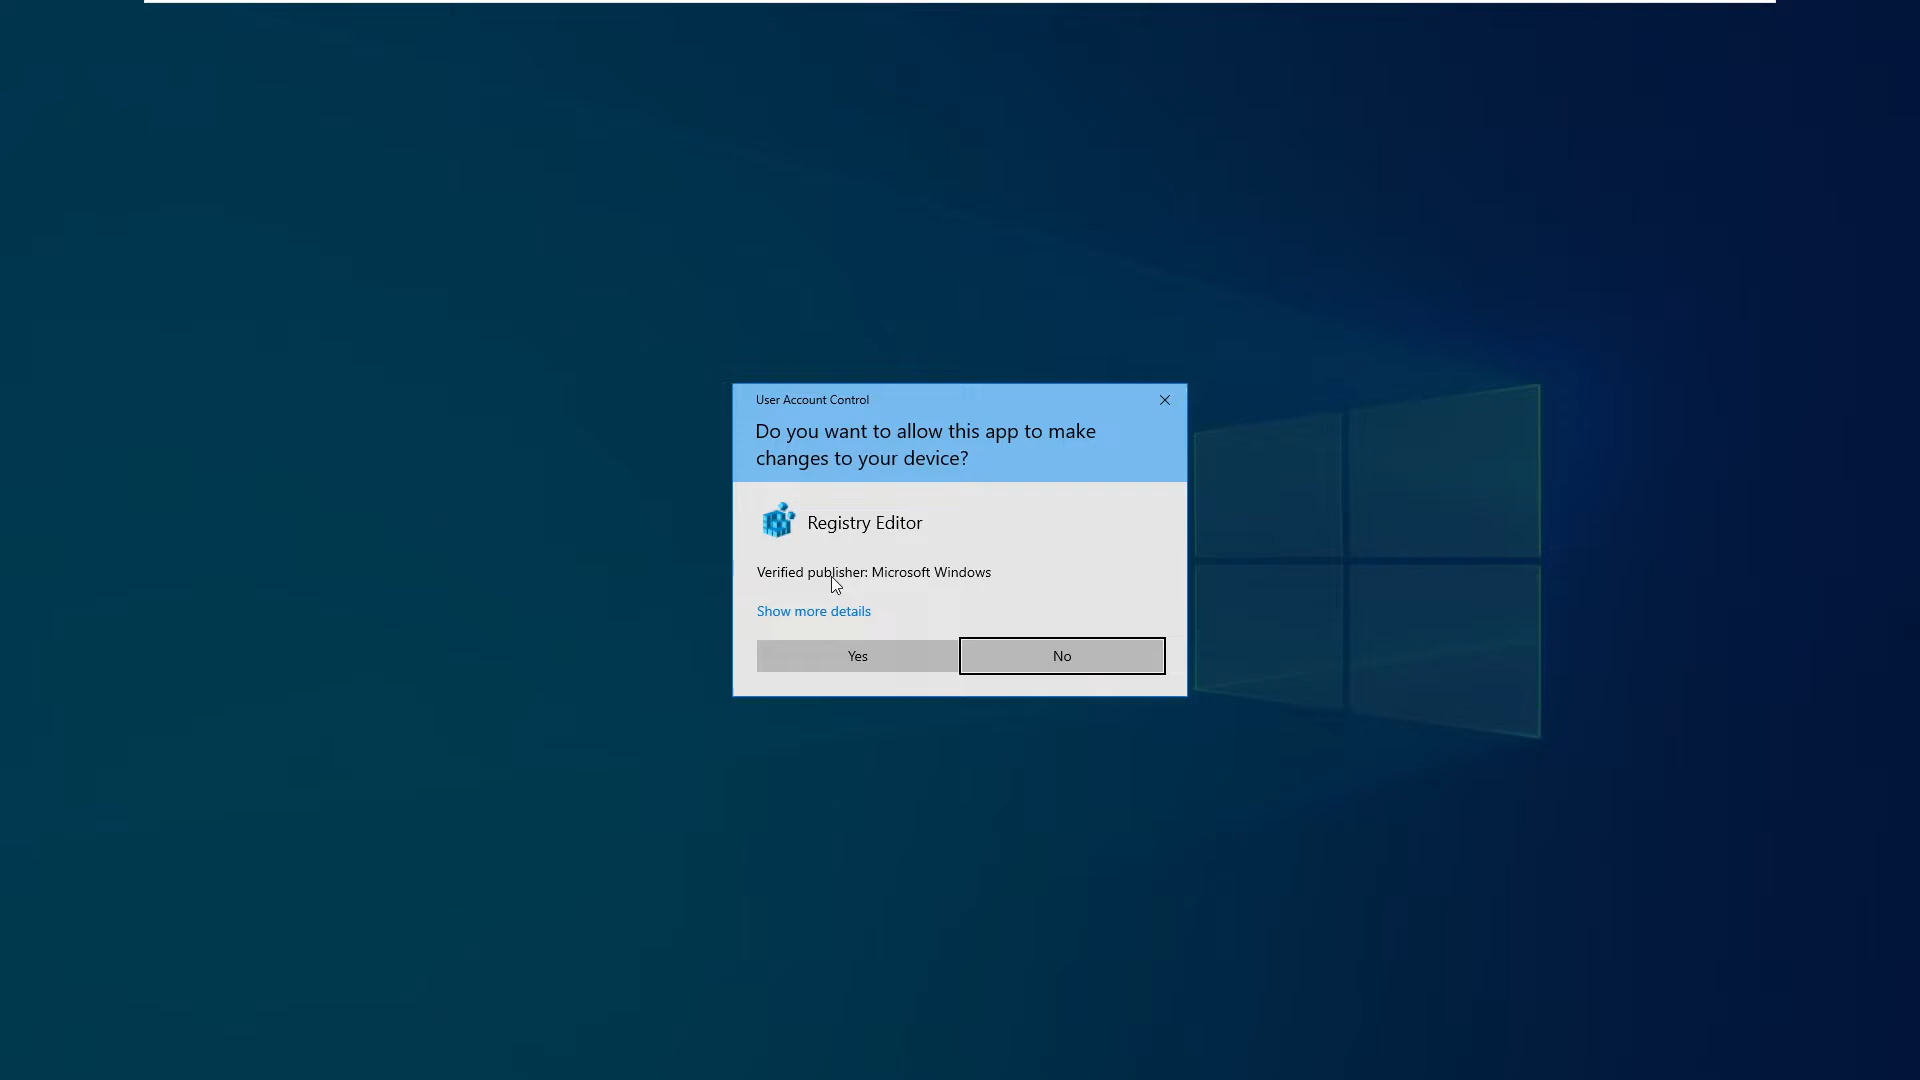 User Account Control
Do you want to allow this app to make
changes to your device?
Registry Editor
Verified publisher: Microsoft Windows
Show more details
Yes
No